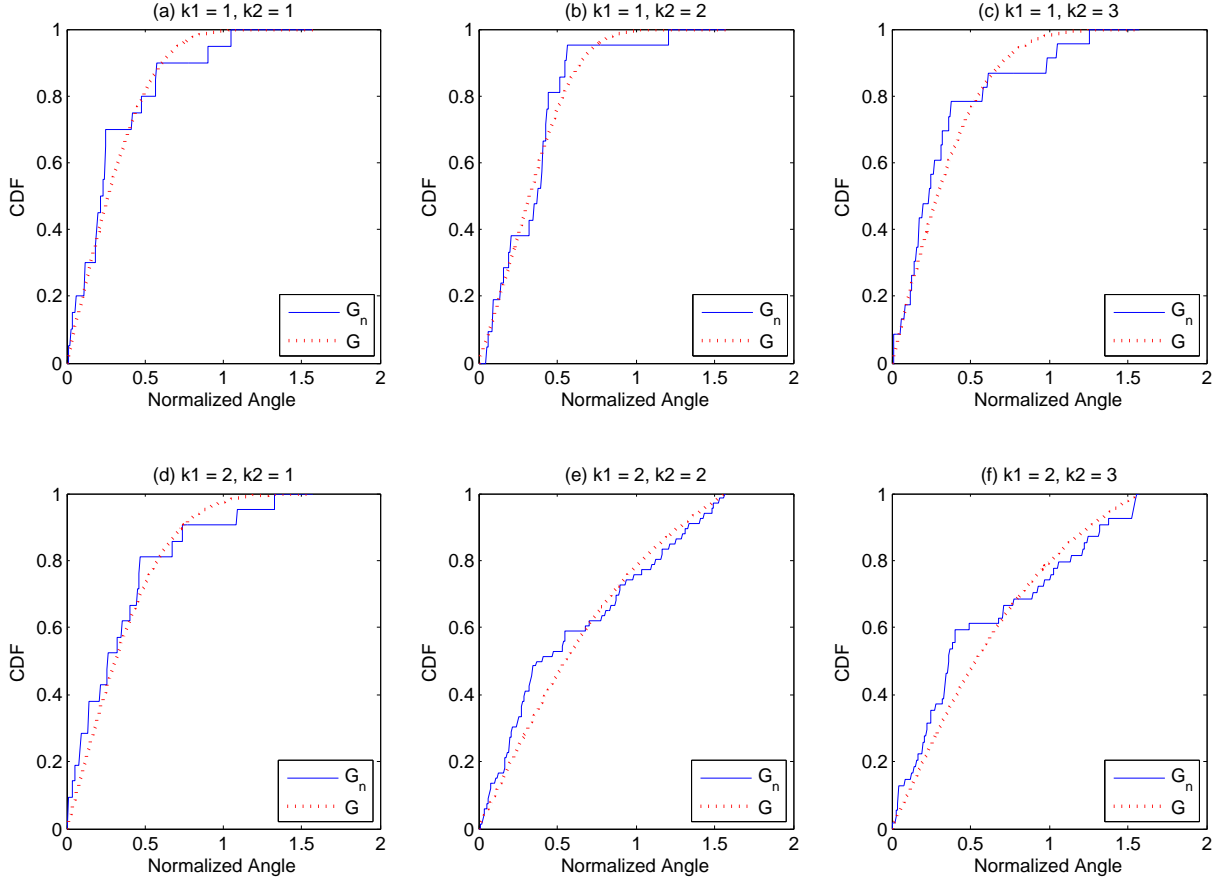 (a) k1 = 1, k2 = 1
1
0.8
0.6
0.4
0.2
0
CDF
0 0.5 1 1.5 2
Normalized Angle
G_n
G
(b) k1 = 1, k2 = 2
1
0.8
0.6
0.4
0.2
0
CDF
0 0.5 1 1.5 2
Normalized Angle
G_n
G
(c) k1 = 1, k2 = 3
1
0.8
0.6
0.4
0.2
0
CDF
0 0.5 1 1.5 2
Normalized Angle
G_n
G
(d) k1 = 2, k2 = 1
1
0.8
0.6
0.4
0.2
0
CDF
0 0.5 1 1.5 2
Normalized Angle
G_n
G
(e) k1 = 2, k2 = 2
1
0.8
0.6
0.4
0.2
0
CDF
0 0.5 1 1.5 2
Normalized Angle
G_n
G
(f) k1 = 2, k2 = 3
1
0.8
0.6
0.4
0.2
0
CDF
0 0.5 1 1.5 2
Normalized Angle
G_n
G